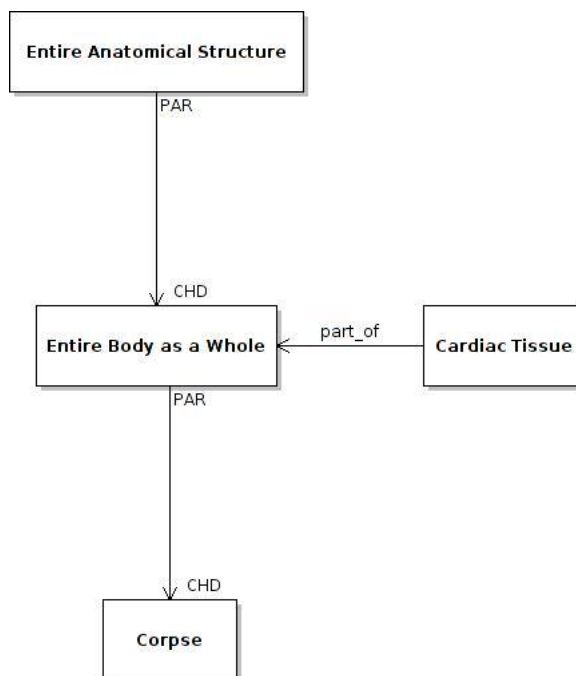 Entire Anatomical Structure
PAR
CHD
part_of
Entire Body as a Whole
Cardiac Tissue
PAR
CHD
Corpse